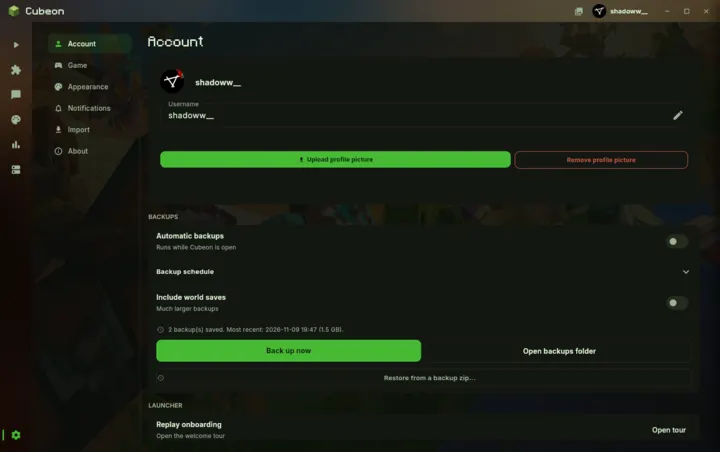 Cubeon
shadoww__
Account
Game
Appearance
Notifications
Import
About
Account
shadoww__
Username
shadoww__
Upload profile picture
Remove profile picture
BACKUPS
Automatic backups
Runs while Cubeon is open
Backup schedule
Include world saves
Much larger backups
2 backup(s) saved. Most recent: 2026-11-09 19:47 (1.5 GB).
Back up now
Open backups folder
Restore from a backup zip...
LAUNCHER
Replay onboarding
Open the welcome tour
Open tour